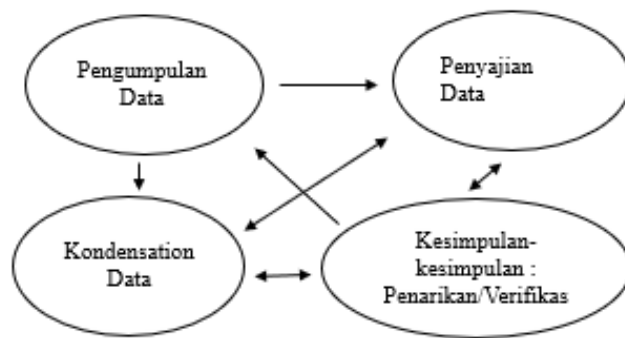 Pengumpulan
Data
Penyajian
Data
Kondensation
Data
Kesimpulan-
kesimpulan :
Penarikan/Verifikas